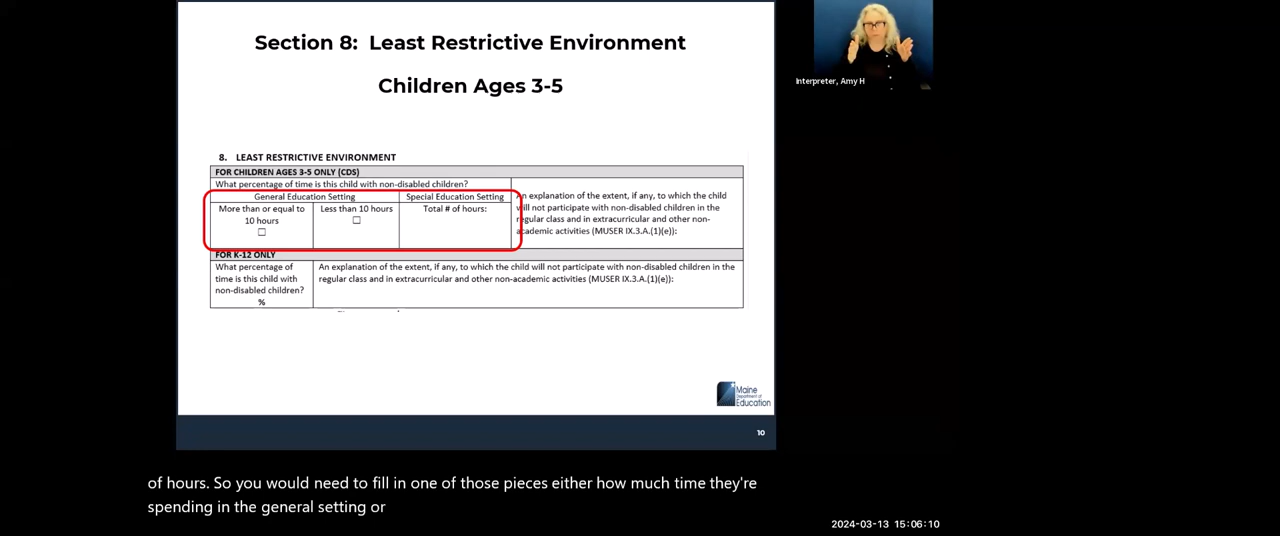 Section 8: Least Restrictive Environment
Children Ages 3-5
8. LEAST RESTRICTIVE ENVIRONMENT
FOR CHILDREN AGES 3-5 ONLY (CDS)
What percentage of time is this child with non-disabled children?
General Education Setting
Special Education Setting
More than or equal to
10 hours
☐
Less than 10 hours
☐
Total # of hours:
An explanation of the extent, if any, to which the child
will not participate with non-disabled children in the
regular class and in extracurricular and other non-
academic activities (MUSER IX.3.A.(1)(e)):
FOR K-12 ONLY
What percentage of
time is this child with
non-disabled children?
%
An explanation of the extent, if any, to which the child will not participate with non-disabled children in the
regular class and in extracurricular and other non-academic activities (MUSER IX.3.A.(1)(e)):
Maine
Department of
Education
10
Interpreter, Amy H
of hours. So you would need to fill in one of those pieces either how much time they're
spending in the general setting or
2024-03-13 15:06:10